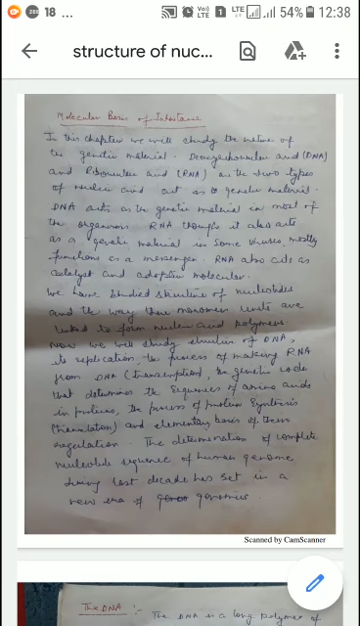 18 ...
54% 12:38
structure of nuc...
Molecular Basis of Inheritance
In this chapter we will study the nature of
the genetic material. Deoxyribonucleic acid (DNA)
and Ribonucleic acid (RNA) are the two types
of nucleic acid act as genetic material.
DNA acts as the genetic material in most of
the organisms RNA though it also acts
as a genetic material in some viruses, mostly
functions as a messenger. RNA also acts as
catalyst and molecular.
We have studied structure of nucleotides
and the way these monomer units are
linked to form nucleic acid polymers.
Now we will study structure of DNA,
its replication, the process of making RNA
from DNA (transcription), the genetic code
that determines the sequences of amino acids
in proteins, the process of protein synthesis
(translation) and elementary basis of their
regulation. The determination of complete
nucleotide sequence of human genome
during last decade has set in a
new era of genomics.
Scanned by CamScanner
The DNA :- The DNA is a long polymer of